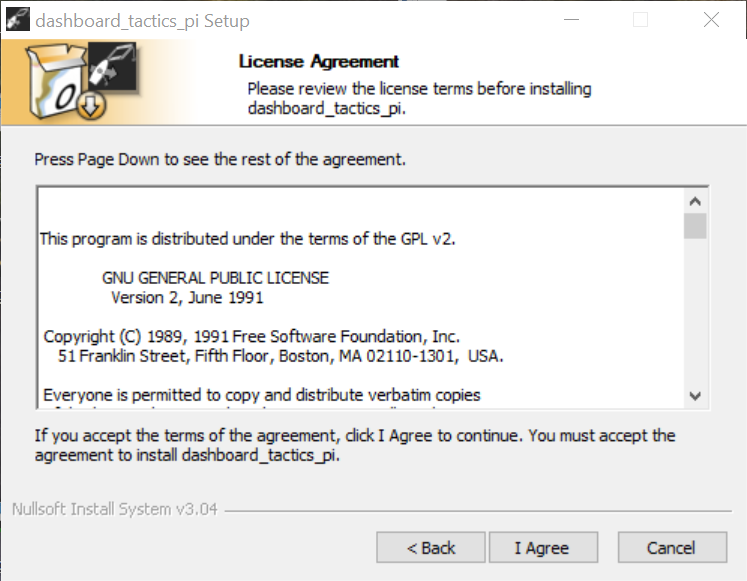 dashboard_tactics_pi Setup
License Agreement
Please review the license terms before installing
dashboard_tactics_pi.
Press Page Down to see the rest of the agreement.
This program is distributed under the terms of the GPL v2.
GNU GENERAL PUBLIC LICENSE
Version 2, June 1991
Copyright (C) 1989, 1991 Free Software Foundation, Inc.
51 Franklin Street, Fifth Floor, Boston, MA 02110-1301, USA.
Everyone is permitted to copy and distribute verbatim copies
If you accept the terms of the agreement, click I Agree to continue. You must accept the
agreement to install dashboard_tactics_pi.
Nullsoft Install System v3.04
< Back
I Agree
Cancel